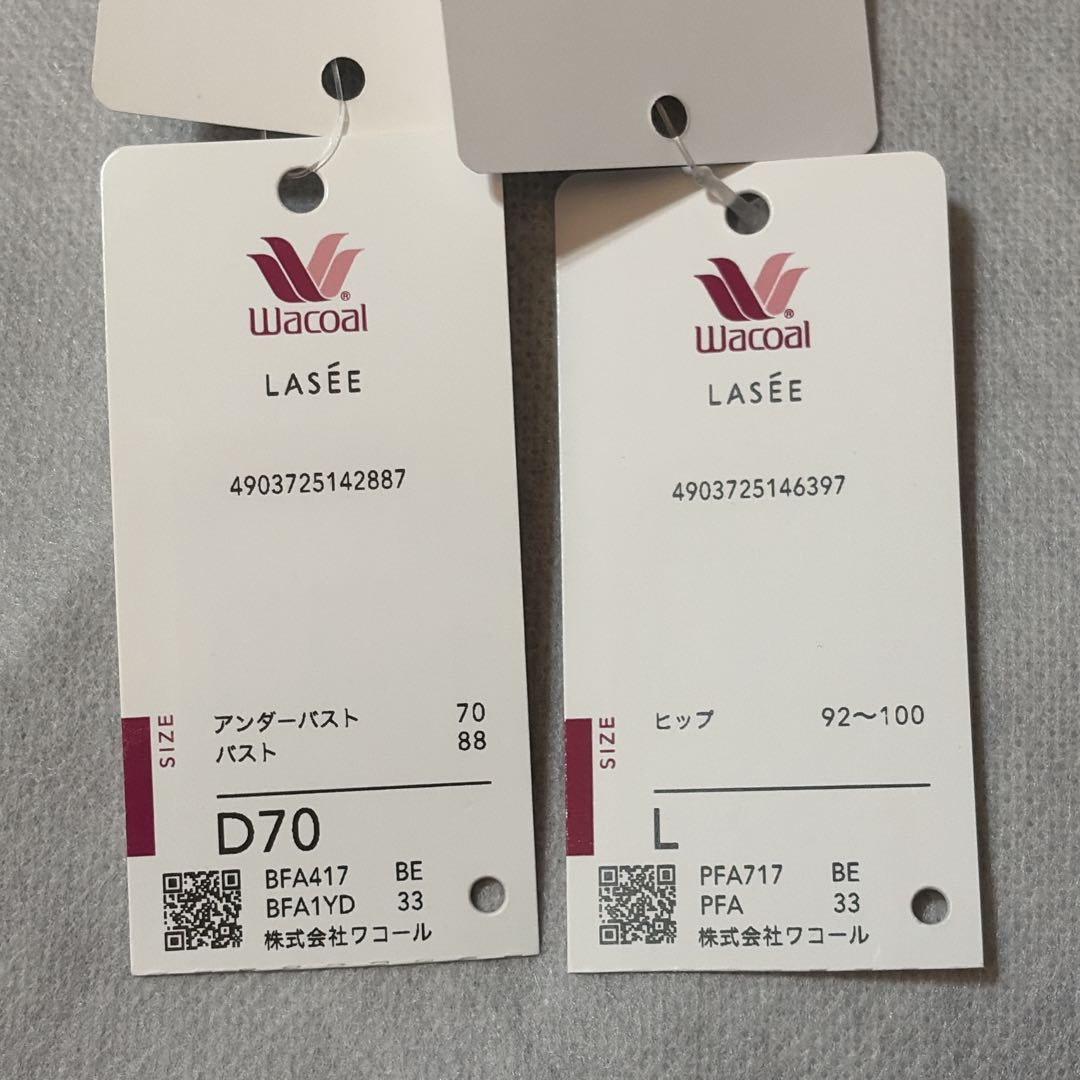 Wacoal®
LASÉE
4903725142887
SIZE
アンダーバスト 70
バスト 88
D70
BFA417 BE
BFA1YD 33
株式会社ワコール
Wacoal®
LASÉE
4903725146397
SIZE
ヒップ 92〜100
L
PFA717 BE
PFA 33
株式会社ワコール